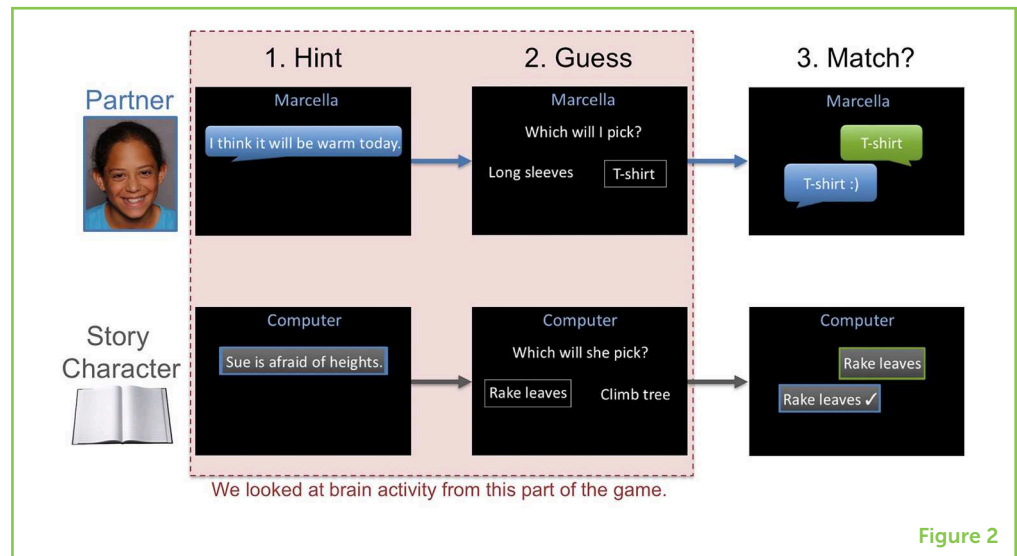 1. Hint
2. Guess
3. Match?
Partner
Marcella
I think it will be warm today.
Marcella
Which will I pick?
Long sleeves
T-shirt
Marcella
T-shirt
T-shirt :)
Story
Character
Computer
Sue is afraid of heights.
Computer
Which will she pick?
Rake leaves
Climb tree
Computer
Rake leaves
Rake leaves ✓
We looked at brain activity from this part of the game.
Figure 2